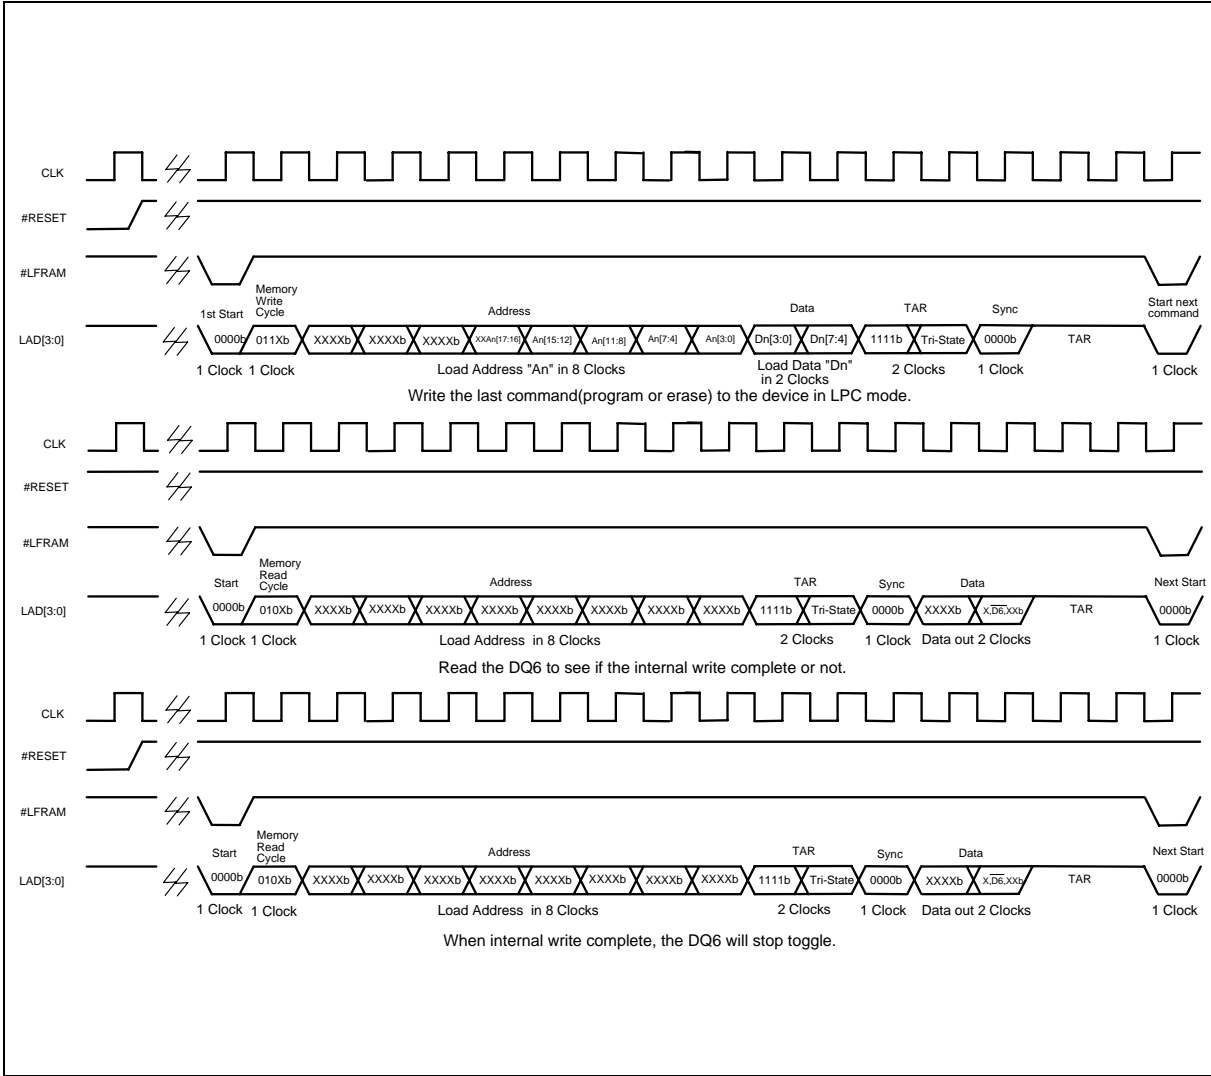 CLK
#RESET
#LFRAM
Memory
Write
Cycle
1st Start Address Data TAR Sync Start next command
LAD[3:0] 0000b 011Xb XXXXb XXXXb XXXXb XXAn[17:16] An[15:12] An[11:8] An[7:4] An[3:0] Dn[3:0] Dn[7:4] 1111b Tri-State 0000b TAR
1 Clock 1 Clock Load Address "An" in 8 Clocks Load Data "Dn" in 2 Clocks 2 Clocks 1 Clock 1 Clock
Write the last command(program or erase) to the device in LPC mode.
CLK
#RESET
#LFRAM
Memory
Read
Cycle
Start Address TAR Sync Data Next Start
LAD[3:0] 0000b 010Xb XXXXb XXXXb XXXXb XXXXb XXXXb XXXXb XXXXb XXXXb 1111b Tri-State 0000b XXXXb X,D6,XXb TAR 0000b
1 Clock 1 Clock Load Address in 8 Clocks 2 Clocks 1 Clock Data out 2 Clocks 1 Clock
Read the DQ6 to see if the internal write complete or not.
CLK
#RESET
#LFRAM
Memory
Read
Cycle
Start Address TAR Sync Data Next Start
LAD[3:0] 0000b 010Xb XXXXb XXXXb XXXXb XXXXb XXXXb XXXXb XXXXb XXXXb 1111b Tri-State 0000b XXXXb X,D6,XXb TAR 0000b
1 Clock 1 Clock Load Address in 8 Clocks 2 Clocks 1 Clock Data out 2 Clocks 1 Clock
When internal write complete, the DQ6 will stop toggle.